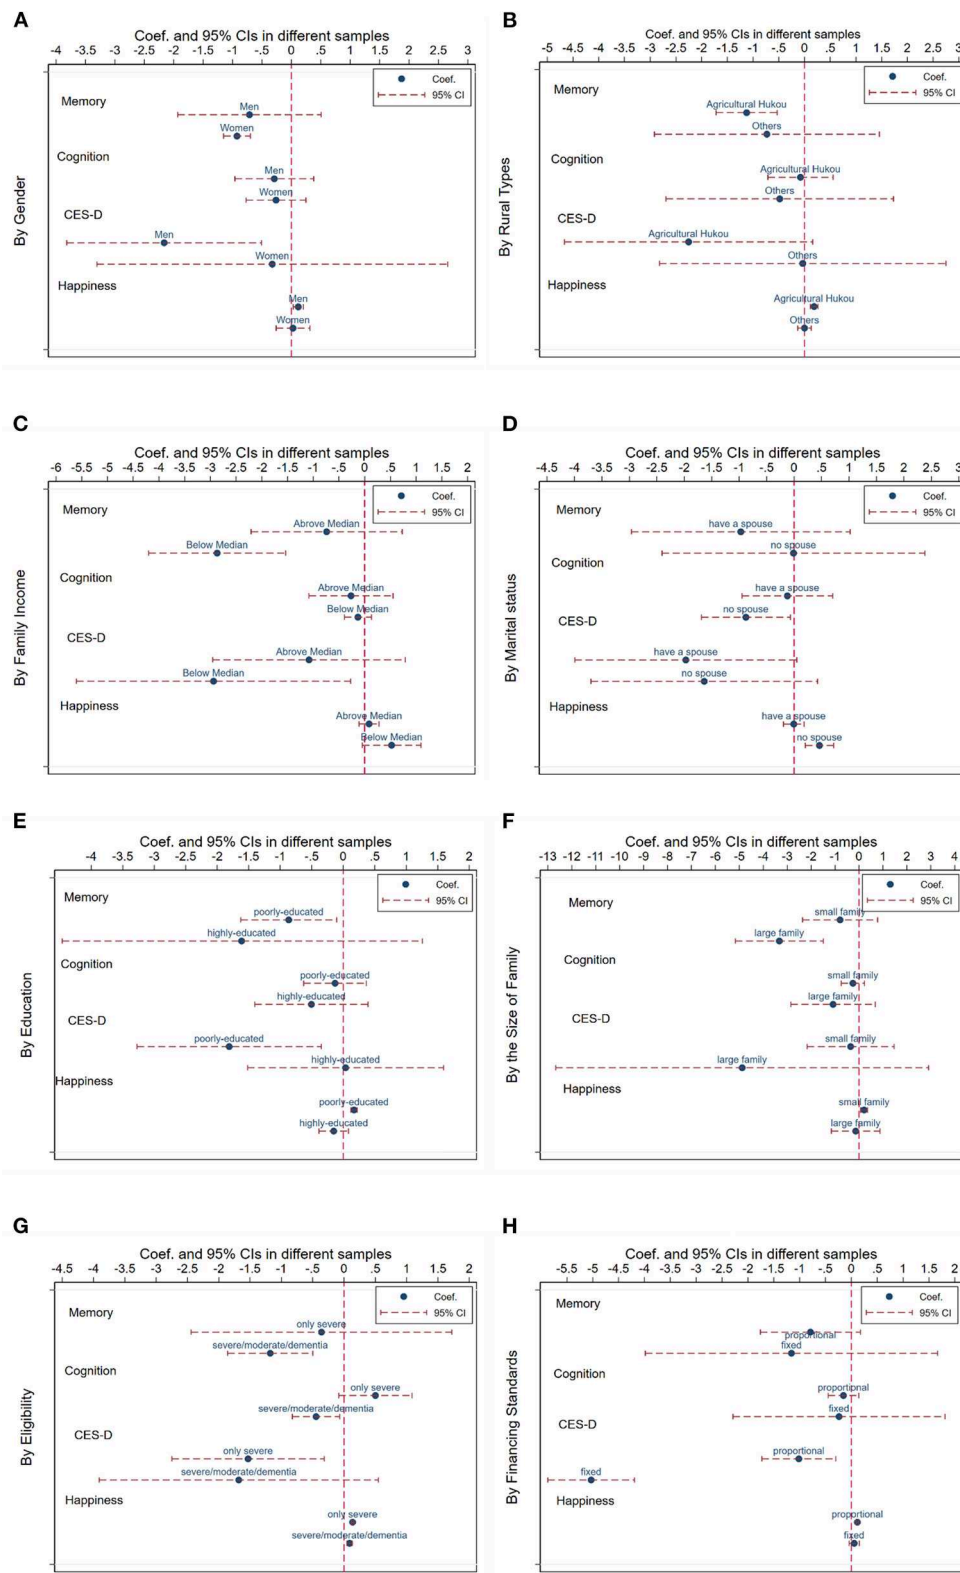 A
Coef. and 95% CIs in different samples
-4 -3.5 -3 -2.5 -2 -1.5 -1 -.5 0 .5 1 1.5 2 2.5 3
Coef.
95% CI
By Gender
Memory
Men
Women
Cognition
Men
Women
CES-D
Men
Women
Happiness
Men
Women
B
Coef. and 95% CIs in different samples
-5 -4.5 -4 -3.5 -3 -2.5 -2 -1.5 -1 -.5 0 .5 1 1.5 2 2.5 3
Coef.
95% CI
By Rural Types
Memory
Agricultural Hukou
Others
Cognition
Agricultural Hukou
Others
CES-D
Agricultural Hukou
Others
Happiness
Agricultural Hukou
Others
C
Coef. and 95% CIs in different samples
-6 -5.5 -5 -4.5 -4 -3.5 -3 -2.5 -2 -1.5 -1 -.5 0 .5 1 1.5 2
Coef.
95% CI
By Family Income
Memory
Abrove Median
Below Median
Cognition
Abrove Median
Below Median
CES-D
Abrove Median
Below Median
Happiness
Abrove Median
Below Median
D
Coef. and 95% CIs in different samples
-4.5 -4 -3.5 -3 -2.5 -2 -1.5 -1 -.5 0 .5 1 1.5 2 2.5 3
Coef.
95% CI
By Marital status
Memory
have a spouse
no spouse
Cognition
have a spouse
no spouse
CES-D
have a spouse
no spouse
Happiness
have a spouse
no spouse
E
Coef. and 95% CIs in different samples
-4 -3.5 -3 -2.5 -2 -1.5 -1 -.5 0 .5 1 1.5 2
Coef.
95% CI
By Education
Memory
poorly-educated
highly-educated
Cognition
poorly-educated
highly-educated
CES-D
poorly-educated
highly-educated
Happiness
poorly-educated
highly-educated
F
Coef. and 95% CIs in different samples
-13 -12 -11 -10 -9 -8 -7 -6 -5 -4 -3 -2 -1 0 1 2 3 4
Coef.
95% CI
By the Size of Family
Memory
small family
large family
Cognition
small family
large family
CES-D
small family
large family
Happiness
small family
large family
G
Coef. and 95% CIs in different samples
-4.5 -4 -3.5 -3 -2.5 -2 -1.5 -1 -.5 0 .5 1 1.5 2
Coef.
95% CI
By Eligibility
Memory
only severe
severe/moderate/dementia
Cognition
only severe
severe/moderate/dementia
CES-D
only severe
severe/moderate/dementia
Happiness
only severe
severe/moderate/dementia
H
Coef. and 95% CIs in different samples
-5.5 -5 -4.5 -4 -3.5 -3 -2.5 -2 -1.5 -1 -.5 0 .5 1 1.5 2
Coef.
95% CI
By Financing Standards
Memory
proportional
fixed
Cognition
proportional
fixed
CES-D
proportional
fixed
Happiness
proportional
fixed